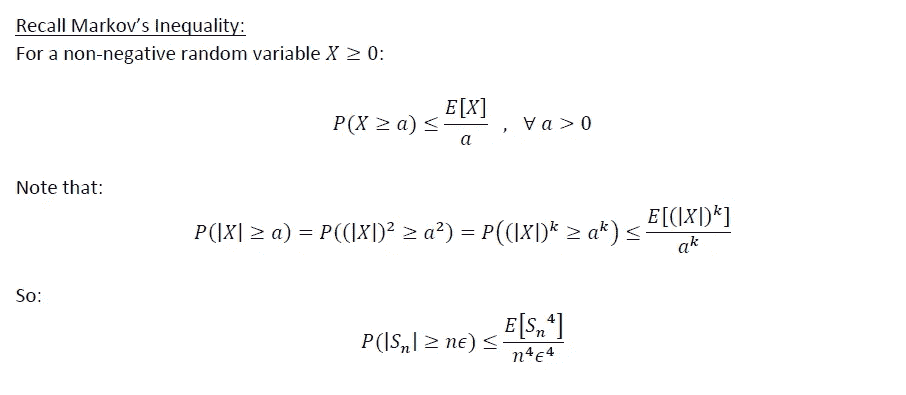 Recall Markov's Inequality:
For a non-negative random variable X ≥ 0:
P(X ≥ a) ≤ E[X] / a , ∀ a > 0
Note that:
P(|X| ≥ a) = P((|X|)² ≥ a²) = P((|X|)ᵏ ≥ aᵏ) ≤ E[(|X|)ᵏ] / aᵏ
So:
P(|Sₙ| ≥ nϵ) ≤ E[Sₙ⁴] / n⁴ϵ⁴